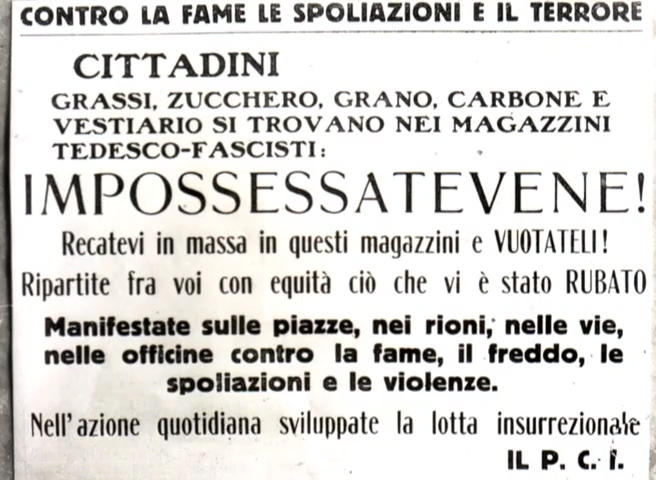 CONTRO LA FAME LE SPOLIAZIONI E IL TERRORE
CITTADINI
GRASSI, ZUCCHERO, GRANO, CARBONE E
VESTIARIO SI TROVANO NEI MAGAZZINI
TEDESCO-FASCISTI:
IMPOSSESSATEVENE!
Recatevi in massa in questi magazzini e VUOTATELI!
Ripartite fra voi con equità ciò che vi è stato RUBATO
Manifestate sulle piazze, nei rioni, nelle vie,
nelle officine contro la fame, il freddo, le
spoliazioni e le violenze.
Nell'azione quotidiana sviluppate la lotta insurrezionale
IL P. C. I.